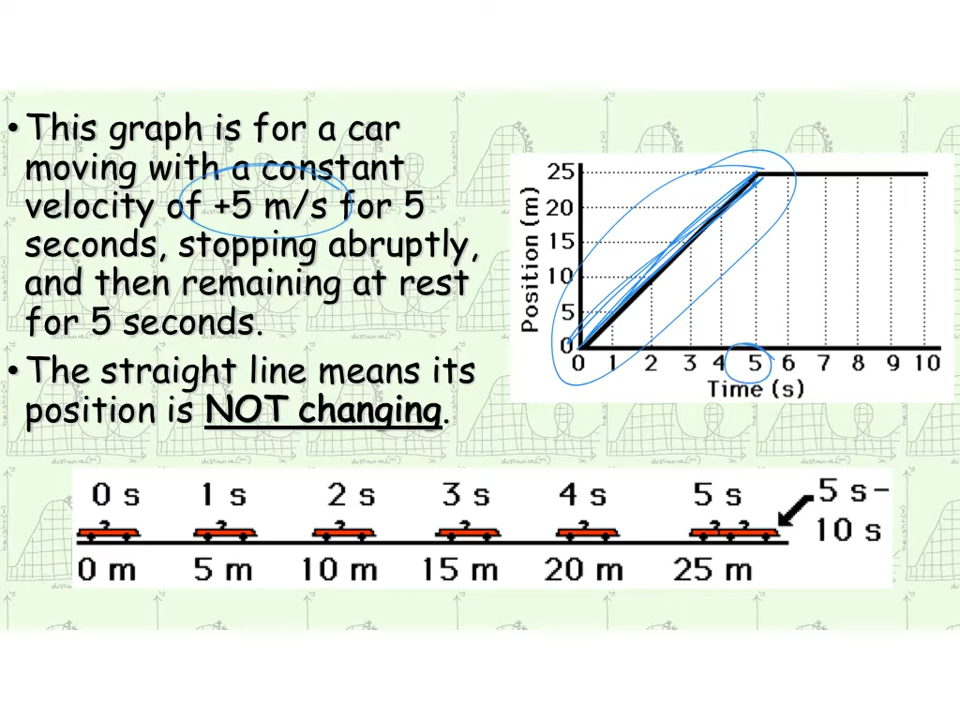 • This graph is for a car
moving with a constant
velocity of +5 m/s for 5
seconds, stopping abruptly,
and then remaining at rest
for 5 seconds.
• The straight line means its
position is NOT changing.
Position (m)
25
20
15
10
5
0
0 1 2 3 4 5 6 7 8 9 10
Time (s)
0 s 1 s 2 s 3 s 4 s 5 s 5 s-
10 s
0 m 5 m 10 m 15 m 20 m 25 m